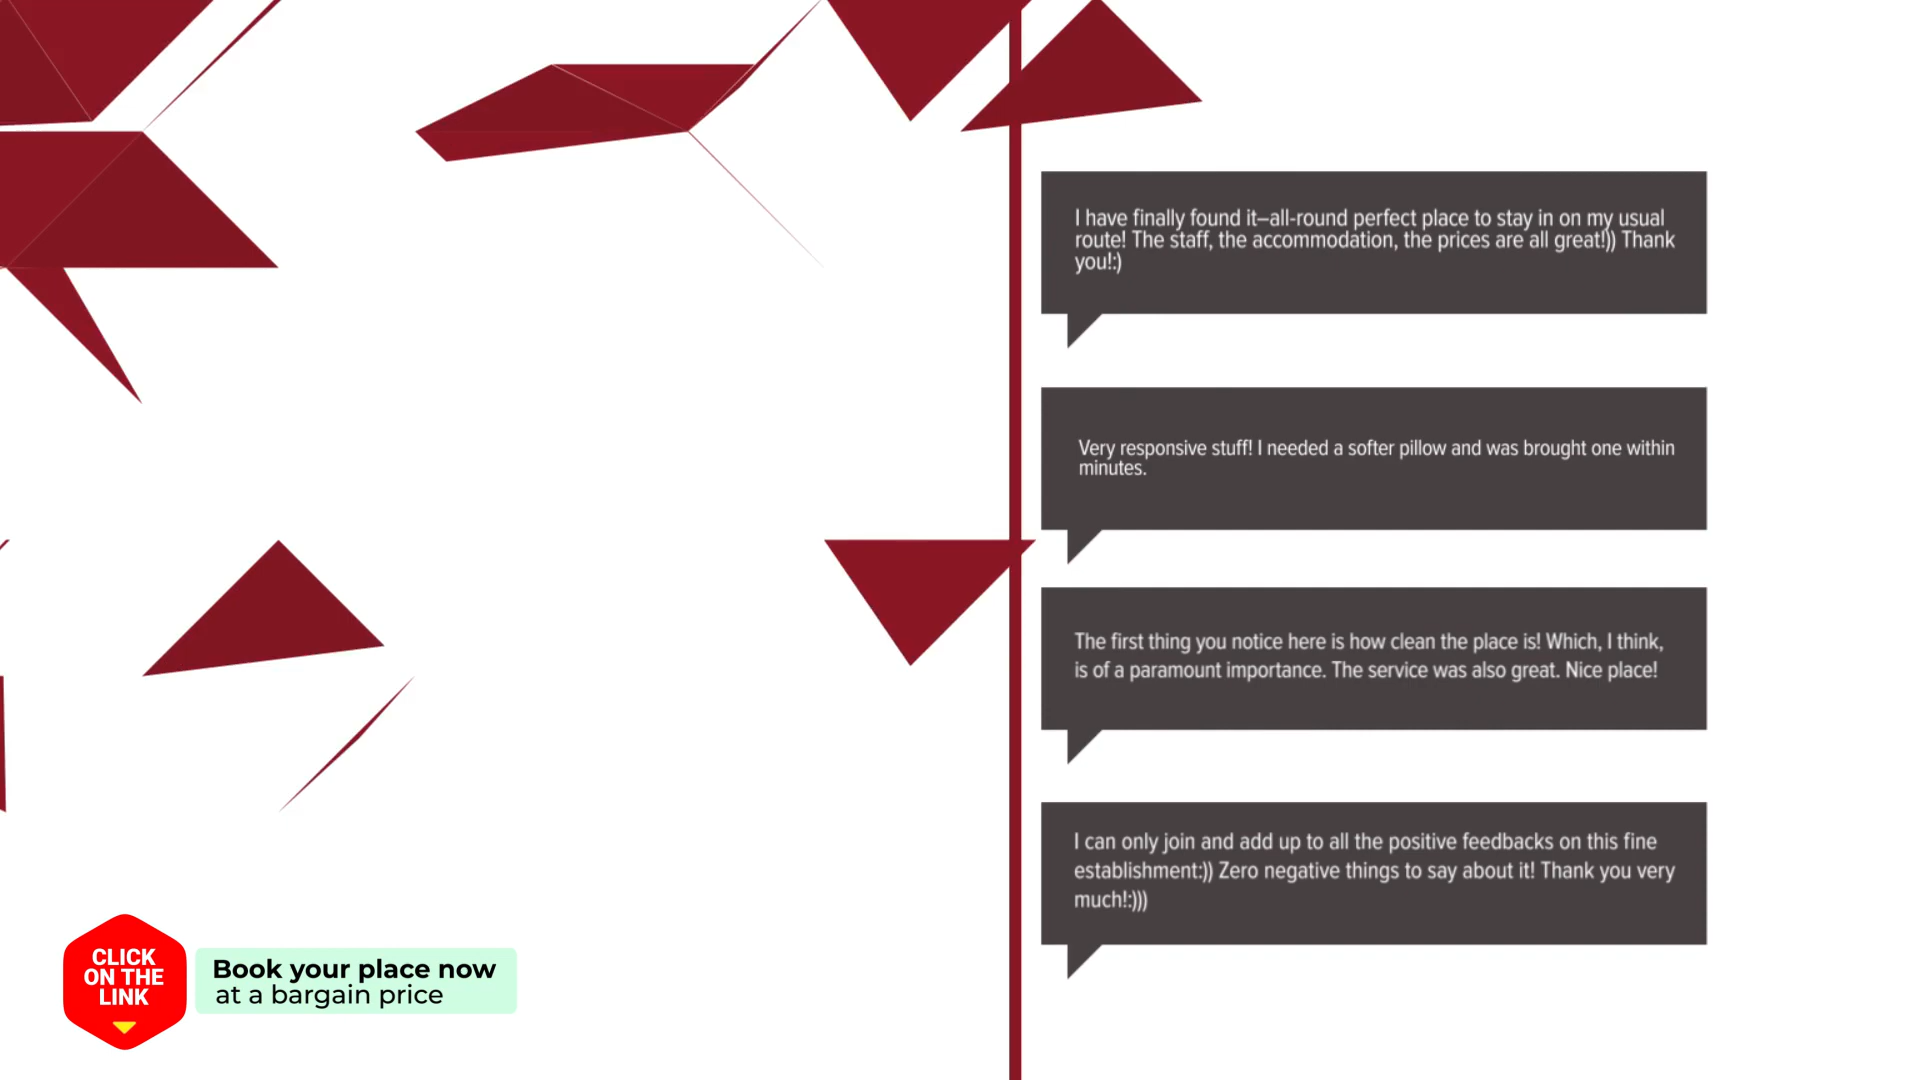 I have finally found it–all-round perfect place to stay in on my usual
route! The staff, the accommodation, the prices are all great!)) Thank
you!:)
Very responsive stuff! I needed a softer pillow and was brought one within
minutes.
The first thing you notice here is how clean the place is! Which, I think,
is of a paramount importance. The service was also great. Nice place!
I can only join and add up to all the positive feedbacks on this fine
establishment:)) Zero negative things to say about it! Thank you very
much!:)))
CLICK
ON THE
LINK
Book your place now
at a bargain price